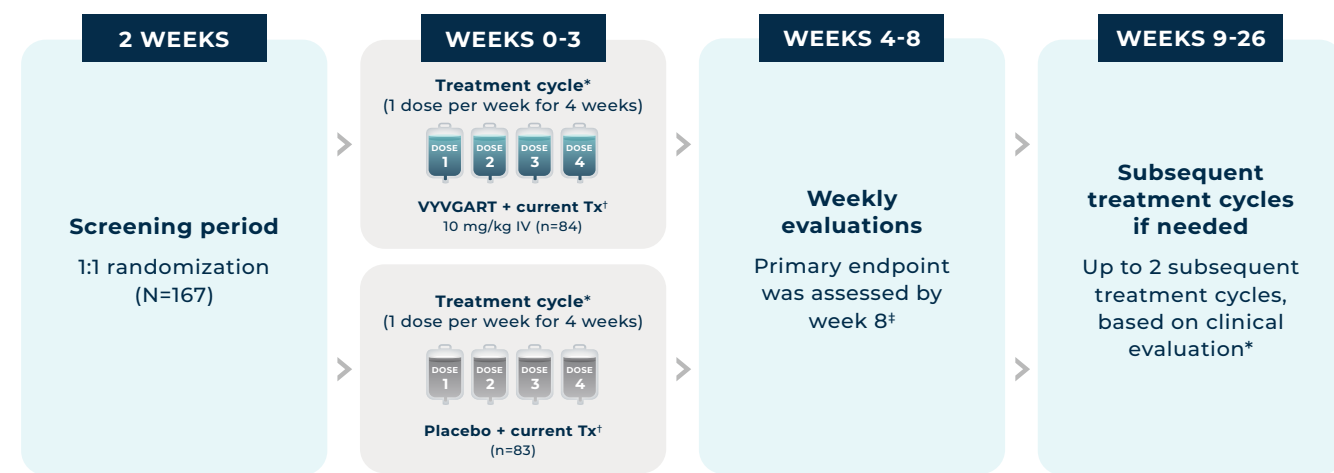 2 WEEKS
Screening period
1:1 randomization
(N=167)
WEEKS 0-3
Treatment cycle*
(1 dose per week for 4 weeks)
DOSE 1
DOSE 2
DOSE 3
DOSE 4
VYVGART + current Tx†
10 mg/kg IV (n=84)
Treatment cycle*
(1 dose per week for 4 weeks)
DOSE 1
DOSE 2
DOSE 3
DOSE 4
Placebo + current Tx†
(n=83)
WEEKS 4-8
Weekly
evaluations
Primary endpoint
was assessed by
week 8‡
WEEKS 9-26
Subsequent
treatment cycles
if needed
Up to 2 subsequent
treatment cycles,
based on clinical
evaluation*